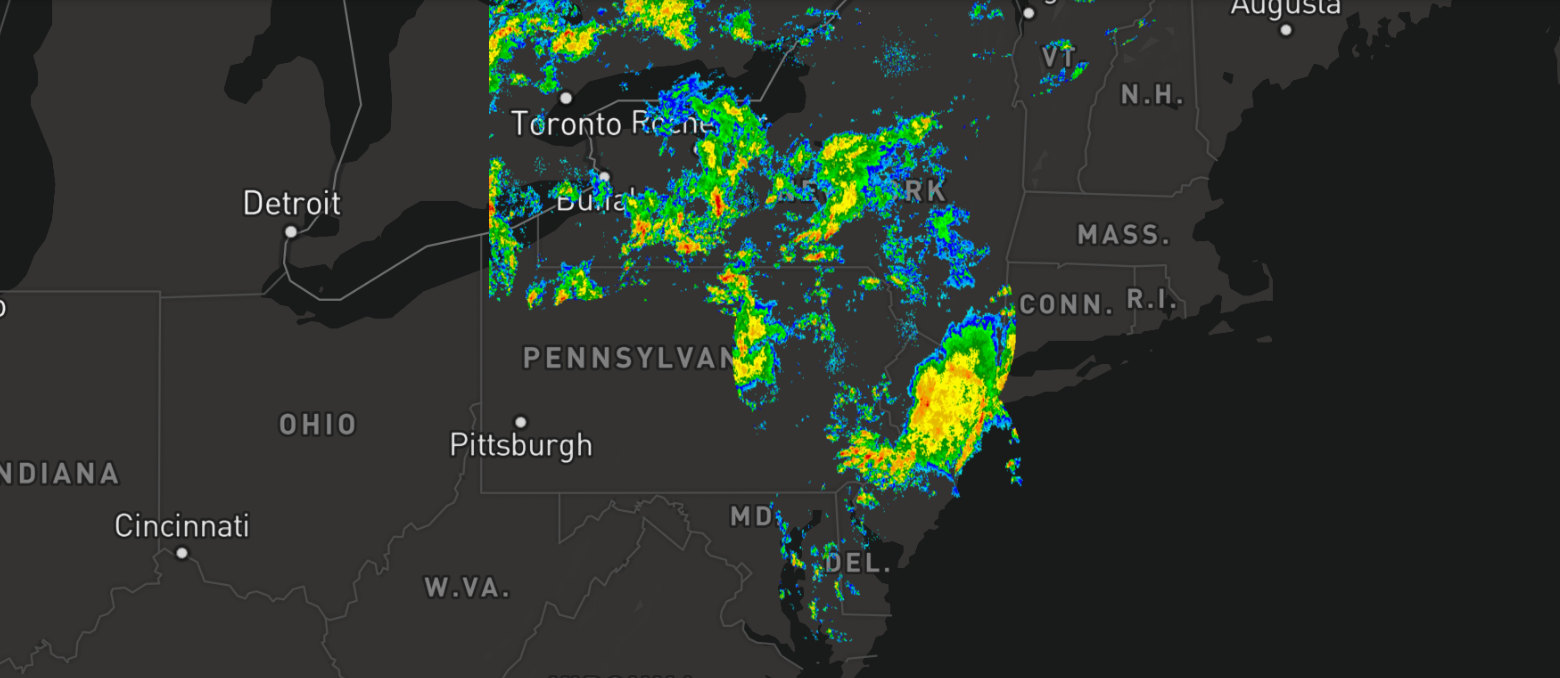 Augusta
VT
N.H.
Toronto
Detroit
MASS.
CONN.
R.I.
PENNSYLVAN
OHIO
Pittsburgh
NDIANA
MD.
Cincinnati
DEL.
W.VA.